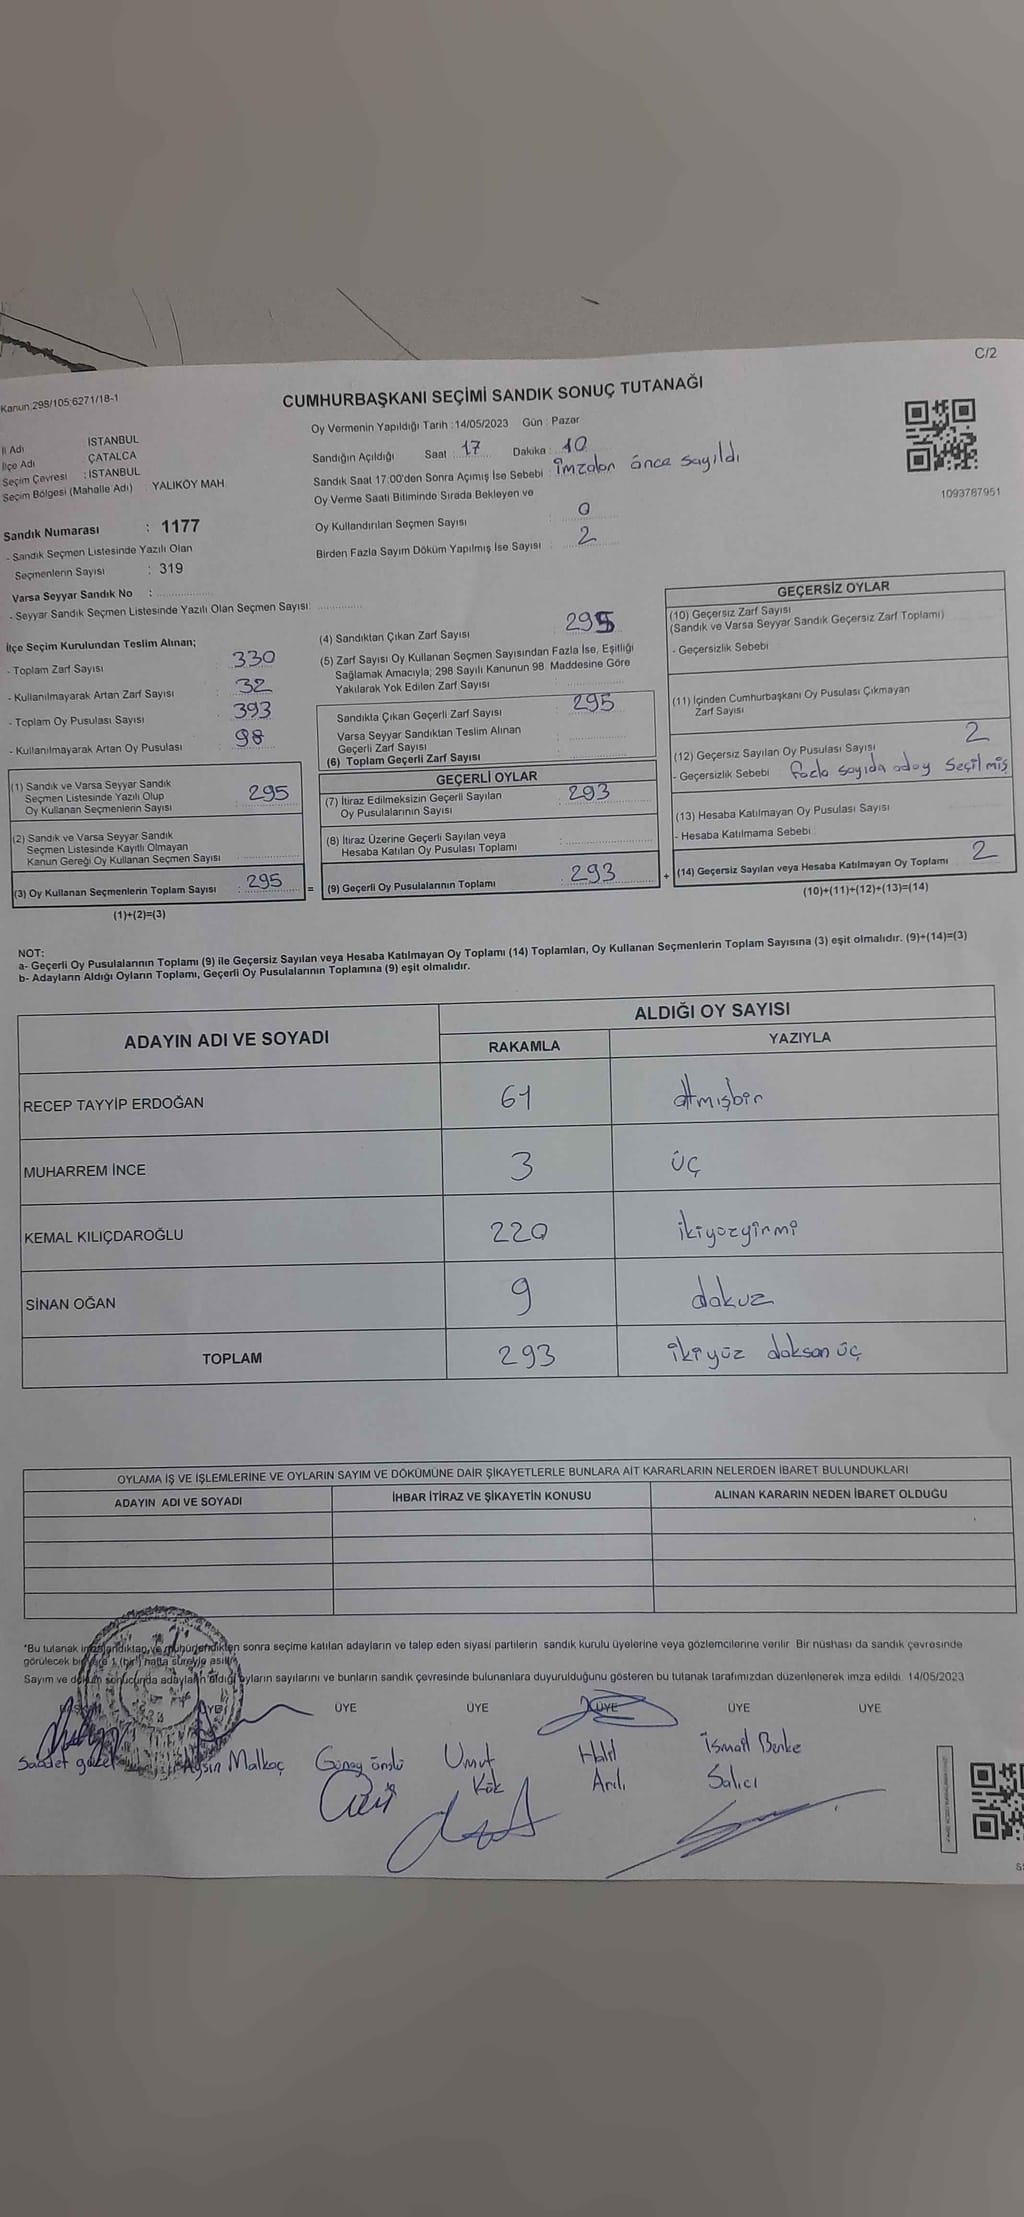 C/2
Kanun 298/105;6271/18-1
CUMHURBAŞKANI SEÇİMİ SANDIK SONUÇ TUTANAĞI
İl Adı İSTANBUL
İlçe Adı ÇATALCA
Seçim Çevresi : İSTANBUL
Seçim Bölgesi (Mahalle Adı) YALIKÖY MAH
Oy Vermenin Yapıldığı Tarih : 14/05/2023 Gün : Pazar
Sandığın Açıldığı Saat : 17 Dakika : 10
Sandık Saat 17:00'den Sonra Açımış İse Sebebi : imzalar önce sayıldı
Oy Verme Saati Bitiminde Sırada Bekleyen ve
Oy Kullandırılan Seçmen Sayısı : 0
Birden Fazla Sayım Döküm Yapılmış İse Sayısı : 2
1093787951
Sandık Numarası : 1177
- Sandık Seçmen Listesinde Yazılı Olan
Seçmenlerin Sayısı : 319
Varsa Seyyar Sandık No :
- Seyyar Sandık Seçmen Listesinde Yazılı Olan Seçmen Sayısı:
İlçe Seçim Kurulundan Teslim Alınan;
- Toplam Zarf Sayısı : 330
- Kullanılmayarak Artan Zarf Sayısı : 32
- Toplam Oy Pusulası Sayısı : 393
- Kullanılmayarak Artan Oy Pusulası : 98
(1) Sandık ve Varsa Seyyar Sandık
Seçmen Listesinde Yazılı Olup
Oy Kullanan Seçmenlerin Sayısı : 295
(2) Sandık ve Varsa Seyyar Sandık
Seçmen Listesinde Kayıtlı Olmayan
Kanun Gereği Oy Kullanan Seçmen Sayısı :
(3) Oy Kullanan Seçmenlerin Toplam Sayısı : 295
(1)+(2)=(3)
(4) Sandıktan Çıkan Zarf Sayısı : 295
(5) Zarf Sayısı Oy Kullanan Seçmen Sayısından Fazla İse, Eşitliği
Sağlamak Amacıyla; 298 Sayılı Kanunun 98. Maddesine Göre
Yakılarak Yok Edilen Zarf Sayısı :
Sandıkta Çıkan Geçerli Zarf Sayısı : 295
Varsa Seyyar Sandıktan Teslim Alınan
Geçerli Zarf Sayısı :
(6) Toplam Geçerli Zarf Sayısı :
GEÇERLİ OYLAR
(7) İtiraz Edilmeksizin Geçerli Sayılan
Oy Pusulalarının Sayısı : 293
(8) İtiraz Üzerine Geçerli Sayılan veya
Hesaba Katılan Oy Pusulası Toplamı :
= (9) Geçerli Oy Pusulalarının Toplamı : 293
GEÇERSİZ OYLAR
(10) Geçersiz Zarf Sayısı
(Sandık ve Varsa Seyyar Sandık Geçersiz Zarf Toplamı)
- Geçersizlik Sebebi
(11) İçinden Cumhurbaşkanı Oy Pusulası Çıkmayan
Zarf Sayısı
(12) Geçersiz Sayılan Oy Pusulası Sayısı 2
- Geçersizlik Sebebi fazla sayıda aday seçilmiş
(13) Hesaba Katılmayan Oy Pusulası Sayısı
- Hesaba Katılmama Sebebi
+ (14) Geçersiz Sayılan veya Hesaba Katılmayan Oy Toplamı 2
(10)+(11)+(12)+(13)=(14)
NOT:
a- Geçerli Oy Pusulalarının Toplamı (9) ile Geçersiz Sayılan veya Hesaba Katılmayan Oy Toplamı (14) Toplamları, Oy Kullanan Seçmenlerin Toplam Sayısına (3) eşit olmalıdır. (9)+(14)=(3)
b- Adayların Aldığı Oyların Toplamı, Geçerli Oy Pusulalarının Toplamına (9) eşit olmalıdır.
ADAYIN ADI VE SOYADI ALDIĞI OY SAYISI
RAKAMLA YAZIYLA
RECEP TAYYİP ERDOĞAN 61 Atmışbir
MUHARREM İNCE 3 üç
KEMAL KILIÇDAROĞLU 220 ikiyüzyirmi
SİNAN OĞAN 9 dokuz
TOPLAM 293 ikiyüz doksan üç
OYLAMA İŞ VE İŞLEMLERİNE VE OYLARIN SAYIM VE DÖKÜMÜNE DAİR ŞİKAYETLERLE BUNLARA AİT KARARLARIN NELERDEN İBARET BULUNDUKLARI
ADAYIN ADI VE SOYADI İHBAR İTİRAZ VE ŞİKAYETİN KONUSU ALINAN KARARIN NEDEN İBARET OLDUĞU
*Bu tutanak imzalandıktan ve mühürlendikten sonra seçime katılan adayların ve talep eden siyasi partilerin sandık kurulu üyelerine veya gözlemcilerine verilir. Bir nüshası da sandık çevresinde
görülecek bir yere 1 (bir) hafta süreyle asılır.
Sayım ve döküm sonucunda adayların aldığı oyların sayılarını ve bunların sandık çevresinde bulunanlara duyurulduğunu gösteren bu tutanak tarafımızdan düzenlenerek imza edildi. 14/05/2023
ÜYE ÜYE ÜYE ÜYE ÜYE ÜYE
Saadet güzel Aysın Malkoç Günay Umut Halil İsmail Berke
Kök Arılı Salıcı